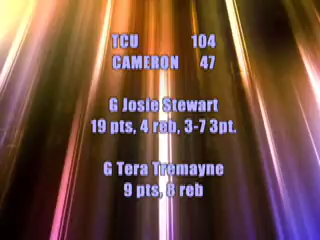 TCU 104
CAMERON 47
G Josie Stewart
19 pts, 4 reb, 3-7 3pt.
G Tera Tremayne
9 pts, 8 reb